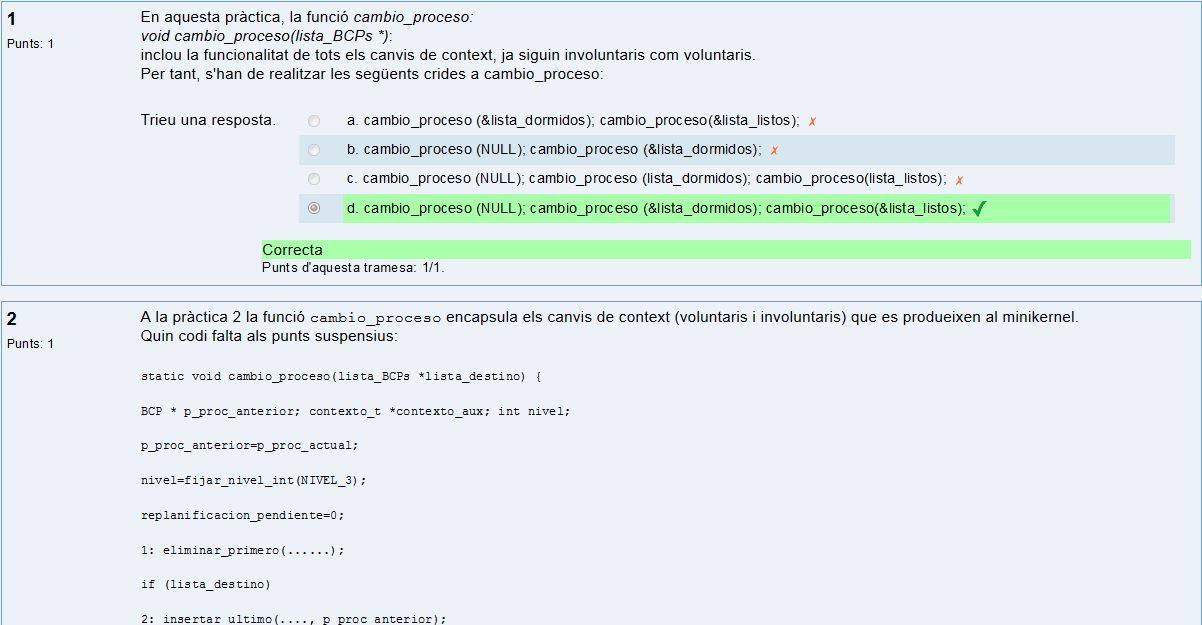 1
Punts: 1
En aquesta pràctica, la funció cambio_proceso:
void cambio_proceso(lista_BCPs *):
inclou la funcionalitat de tots els canvis de context, ja siguin involuntaris com voluntaris.
Per tant, s'han de realitzar les següents crides a cambio_proceso:
Trieu una resposta.
a. cambio_proceso (&lista_dormidos); cambio_proceso(&lista_listos); ✗
b. cambio_proceso (NULL); cambio_proceso (&lista_dormidos); ✗
c. cambio_proceso (NULL); cambio_proceso (lista_dormidos); cambio_proceso(lista_listos); ✗
d. cambio_proceso (NULL); cambio_proceso (&lista_dormidos); cambio_proceso(&lista_listos); ✓
Correcta
Punts d'aquesta tramesa: 1/1.
2
Punts: 1
A la pràctica 2 la funció cambio_proceso encapsula els canvis de context (voluntaris i involuntaris) que es produeixen al minikernel.
Quin codi falta als punts suspensius:
static void cambio_proceso(lista_BCPs *lista_destino) {
BCP * p_proc_anterior; contexto_t *contexto_aux; int nivel;
p_proc_anterior=p_proc_actual;
nivel=fijar_nivel_int(NIVEL_3);
replanificacion_pendiente=0;
1: eliminar_primero(......);
if (lista_destino)
2: insertar_ultimo(...., p_proc_anterior);